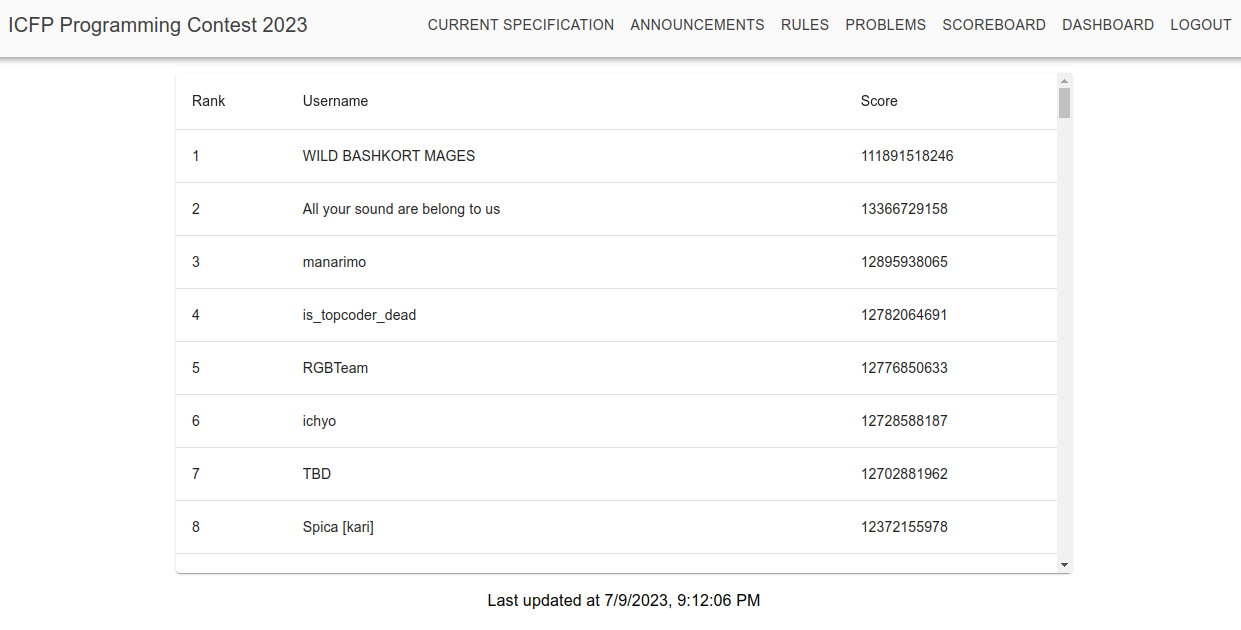 ICFP Programming Contest 2023 CURRENT SPECIFICATION ANNOUNCEMENTS RULES PROBLEMS SCOREBOARD DASHBOARD LOGOUT
Rank Username Score
1 WILD BASHKORT MAGES 111891518246
2 All your sound are belong to us 13366729158
3 manarimo 12895938065
4 is_topcoder_dead 12782064691
5 RGBTeam 12776850633
6 ichyo 12728588187
7 TBD 12702881962
8 Spica [kari] 12372155978
Last updated at 7/9/2023, 9:12:06 PM